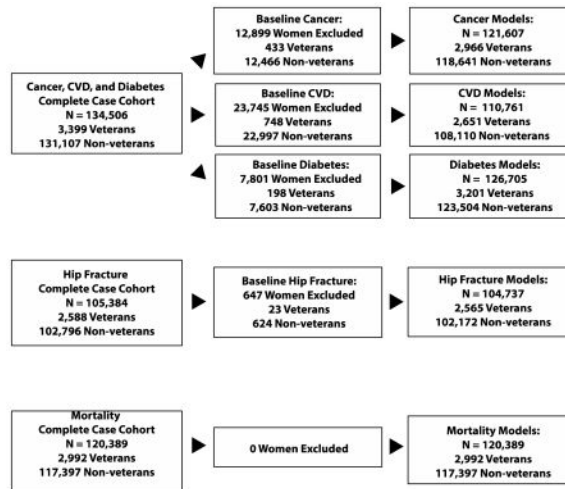 Cancer, CVD, and Diabetes
Complete Case Cohort
N = 134,506
3,399 Veterans
131,107 Non-veterans
Baseline Cancer:
12,899 Women Excluded
433 Veterans
12,466 Non-veterans
Cancer Models:
N = 121,607
2,966 Veterans
118,641 Non-veterans
Baseline CVD:
23,745 Women Excluded
748 Veterans
22,997 Non-veterans
CVD Models:
N = 110,761
2,651 Veterans
108,110 Non-veterans
Baseline Diabetes:
7,801 Women Excluded
198 Veterans
7,603 Non-veterans
Diabetes Models:
N = 126,705
3,201 Veterans
123,504 Non-veterans
Hip Fracture
Complete Case Cohort
N = 105,384
2,588 Veterans
102,796 Non-veterans
Baseline Hip Fracture:
647 Women Excluded
23 Veterans
624 Non-veterans
Hip Fracture Models:
N = 104,737
2,565 Veterans
102,172 Non-veterans
Mortality
Complete Case Cohort
N = 120,389
2,992 Veterans
117,397 Non-veterans
0 Women Excluded
Mortality Models:
N = 120,389
2,992 Veterans
117,397 Non-veterans